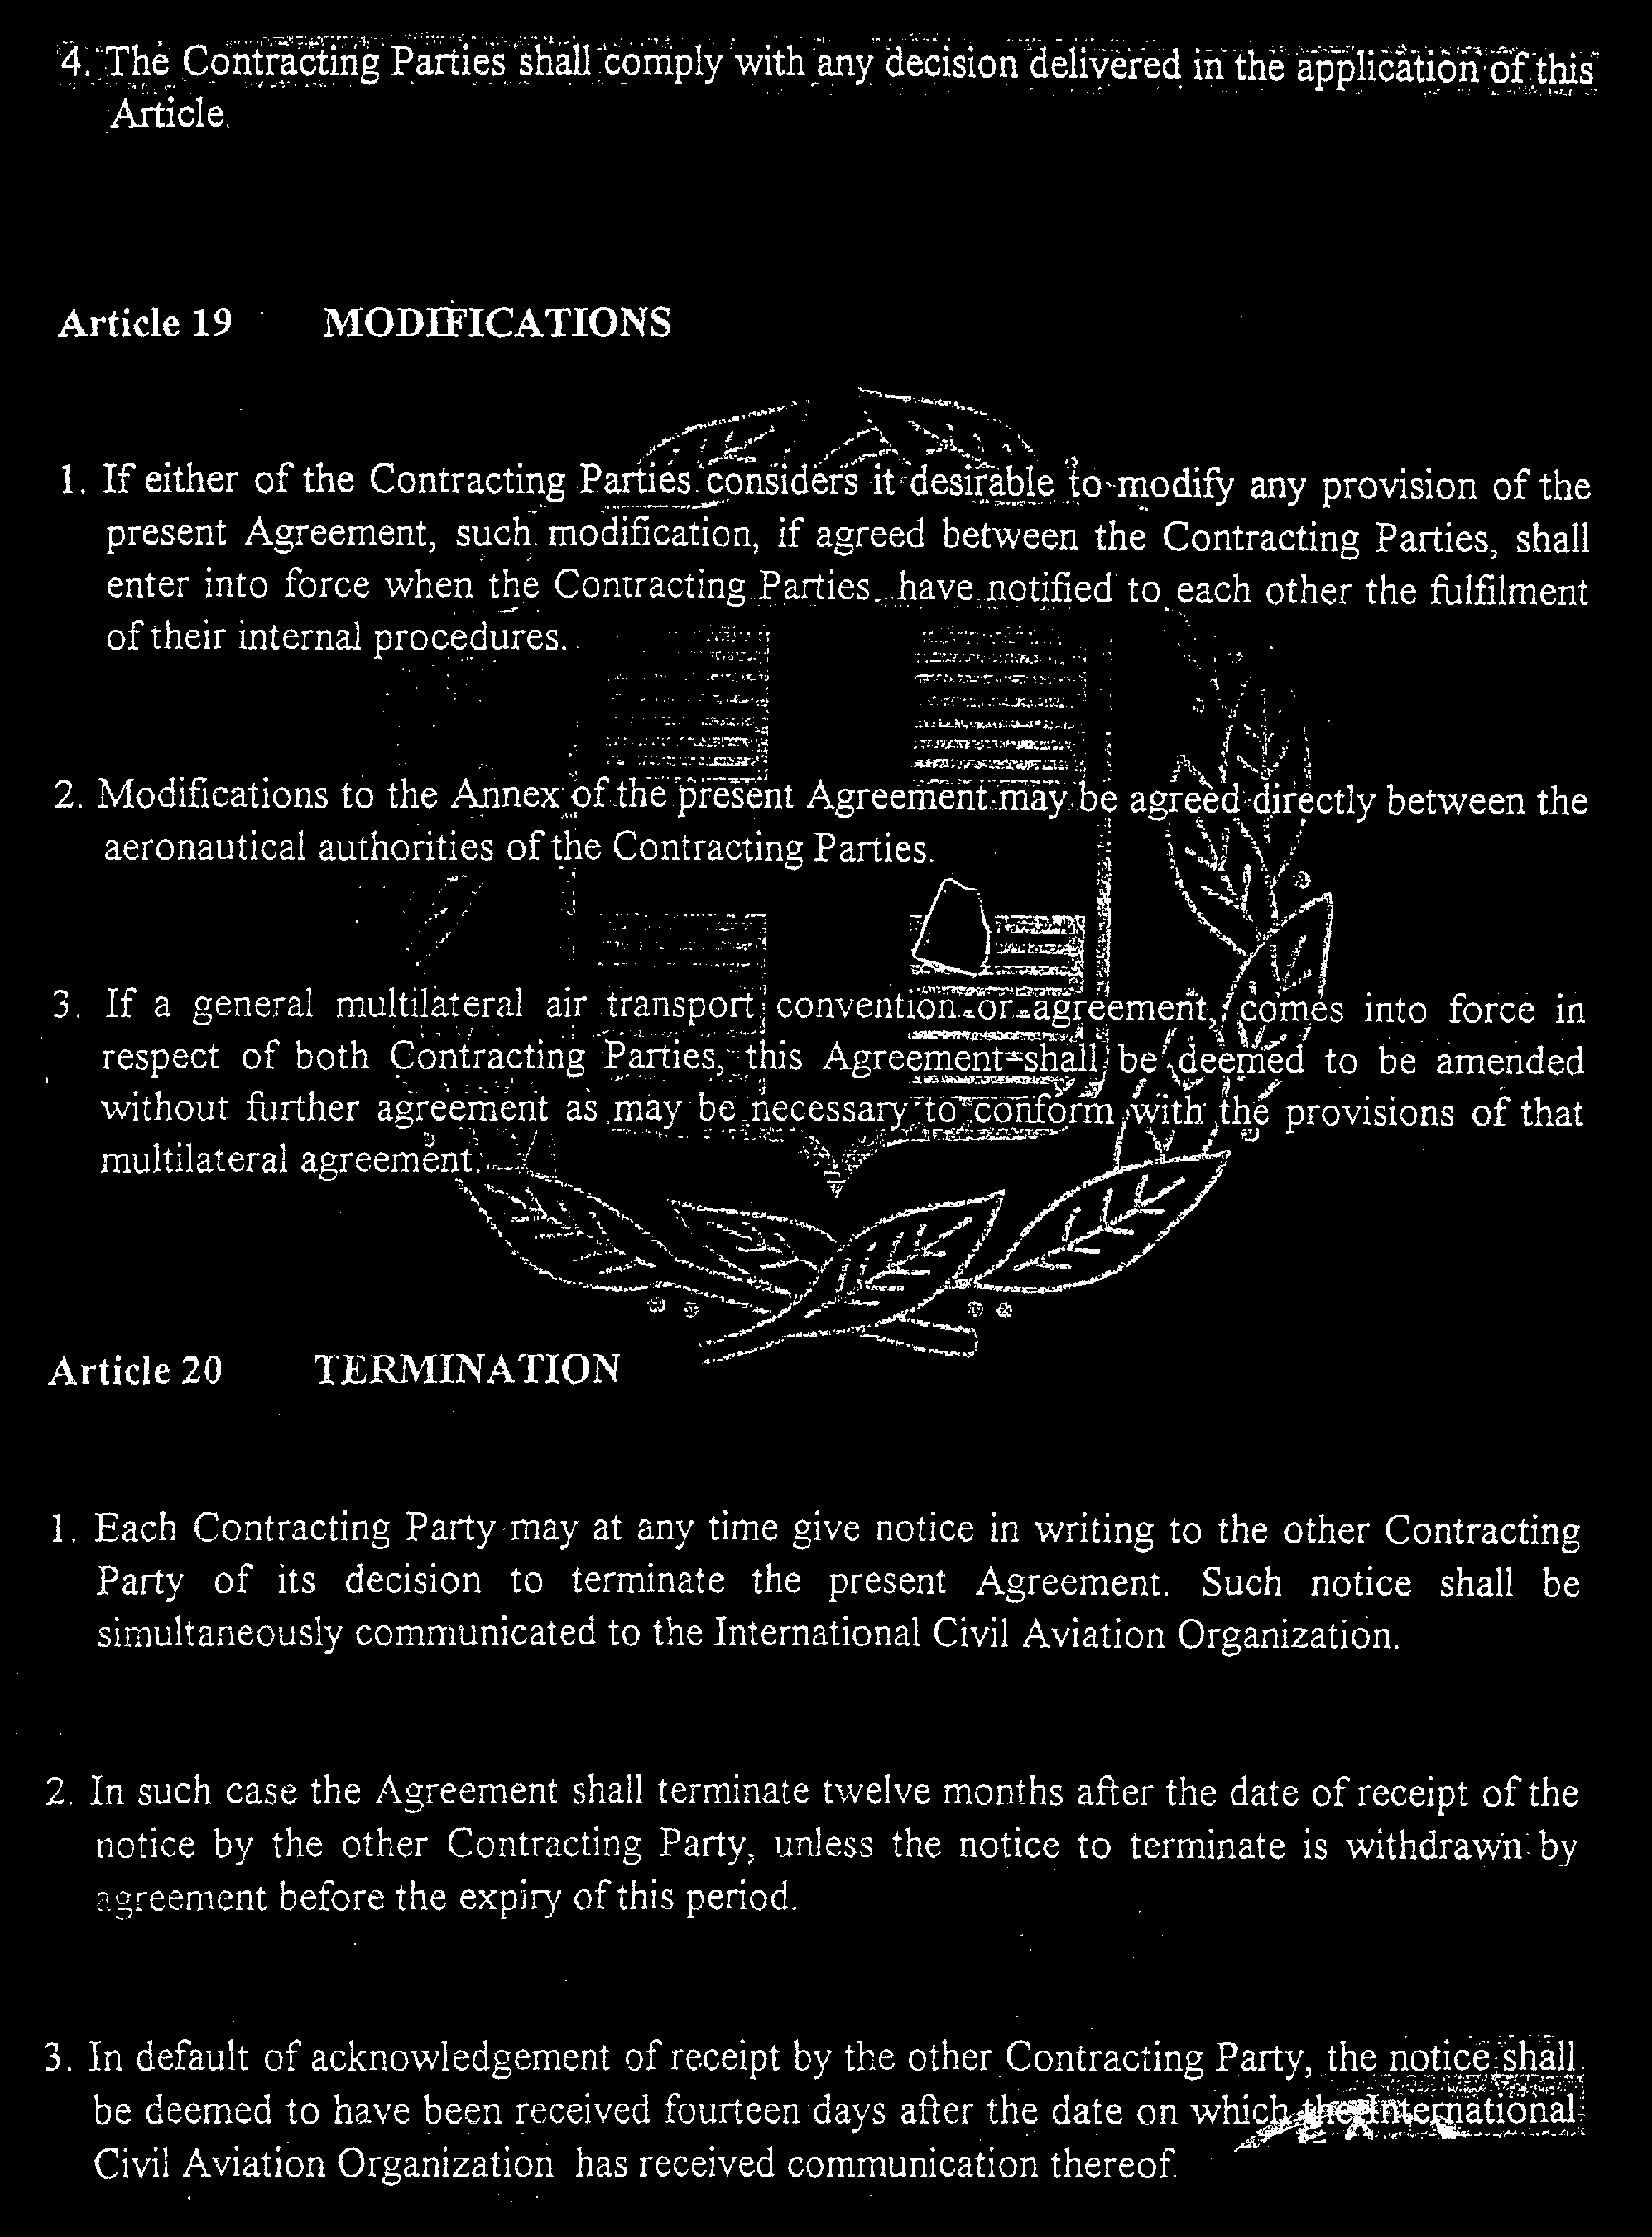 4. The Contracting Parties shall comply with any decision delivered in the application of this
Article.
Article 19 MODIFICATIONS
1. If either of the Contracting Parties considers it desirable to modify any provision of the
present Agreement, such modification, if agreed between the Contracting Parties, shall
enter into force when the Contracting Parties have notified to each other the fulfilment
of their internal procedures.
2. Modifications to the Annex of the present Agreement may be agreed directly between the
aeronautical authorities of the Contracting Parties.
3. If a general multilateral air transport convention or agreement, comes into force in
respect of both Contracting Parties, this Agreement shall be deemed to be amended
without further agreement as may be necessary to conform with the provisions of that
multilateral agreement.
Article 20 TERMINATION
1. Each Contracting Party may at any time give notice in writing to the other Contracting
Party of its decision to terminate the present Agreement. Such notice shall be
simultaneously communicated to the International Civil Aviation Organization.
2. In such case the Agreement shall terminate twelve months after the date of receipt of the
notice by the other Contracting Party, unless the notice to terminate is withdrawn by
agreement before the expiry of this period.
3. In default of acknowledgement of receipt by the other Contracting Party, the notice shall
be deemed to have been received fourteen days after the date on which the International
Civil Aviation Organization has received communication thereof